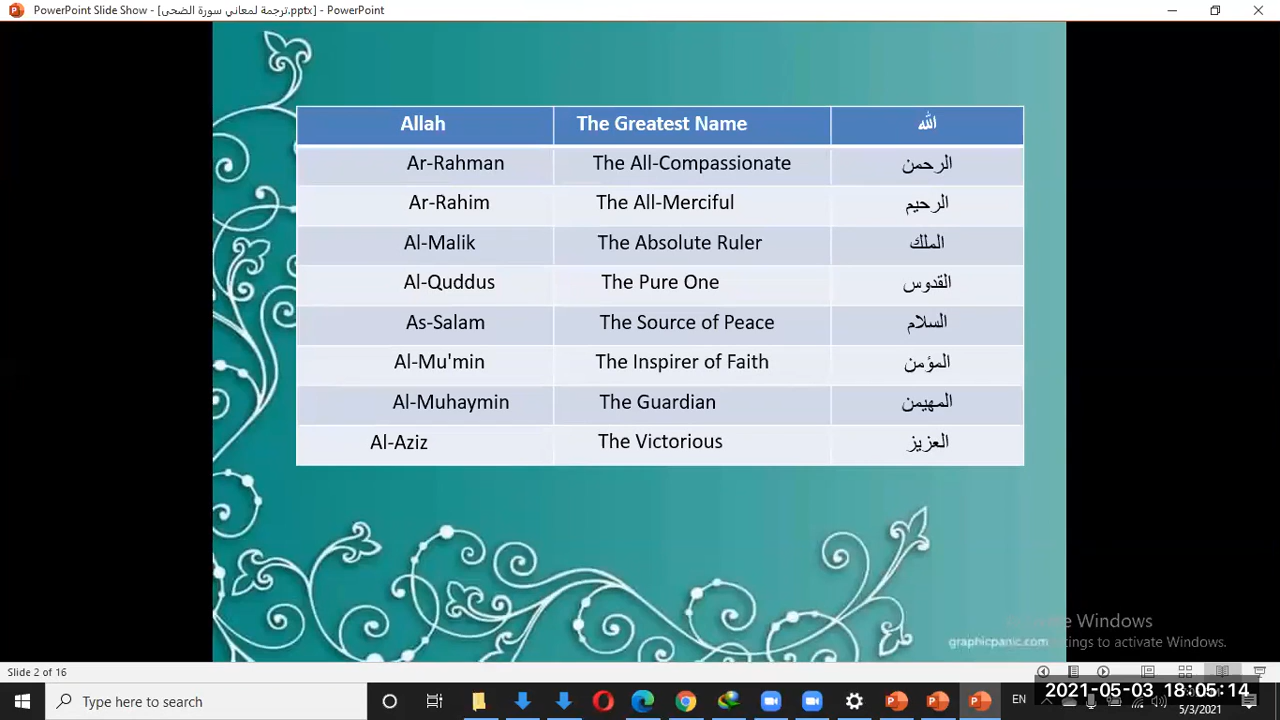 PowerPoint Slide Show - [ترجمة لمعاني سورة الضحى.pptx] - PowerPoint
Allah The Greatest Name الله
Ar-Rahman The All-Compassionate الرحمن
Ar-Rahim The All-Merciful الرحيم
Al-Malik The Absolute Ruler الملك
Al-Quddus The Pure One القدوس
As-Salam The Source of Peace السلام
Al-Mu'min The Inspirer of Faith المؤمن
Al-Muhaymin The Guardian المهيمن
Al-Aziz The Victorious العزيز
Windows
graphicpanic.com
to activate Windows.
Slide 2 of 16
2021-05-03 18:05:14
Type here to search
EN
5/3/2021